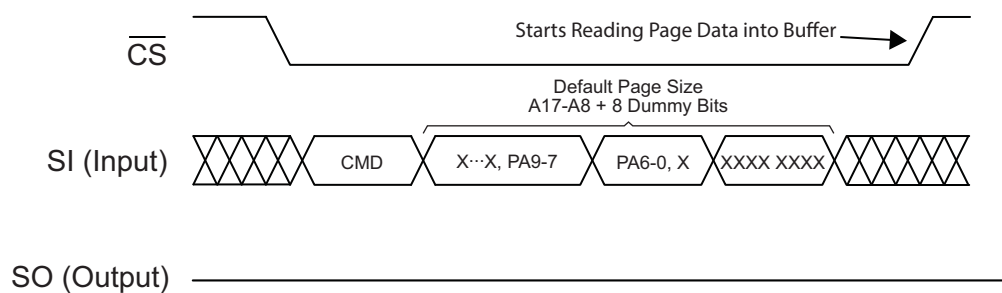 Starts Reading Page Data into Buffer
CS
Default Page Size
A17-A8 + 8 Dummy Bits
SI (Input)
CMD
X···X, PA9-7
PA6-0, X
XXXX XXXX
SO (Output)